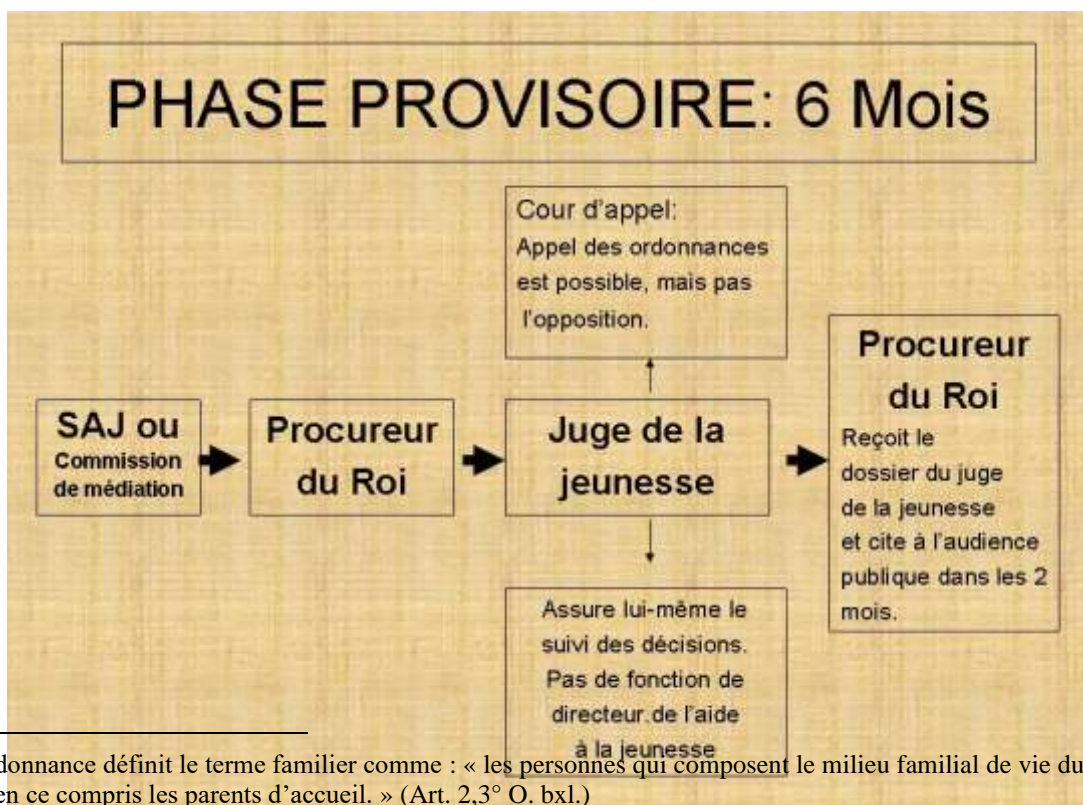 PHASE PROVISOIRE: 6 Mois
Cour d'appel:
Appel des ordonnances
est possible, mais pas
l'opposition.
SAJ ou
Commission
de médiation
Procureur
du Roi
Juge de la
jeunesse
Procureur
du Roi
Reçoit le
dossier du juge
de la jeunesse
et cite à l'audience
publique dans les 2
mois.
Assure lui-même le
suivi des décisions.
Pas de fonction de
directeur de l'aide
à la jeunesse
donnance définit le terme familier comme : « les personnes qui composent le milieu familial de vie du
en ce compris les parents d'accueil. » (Art. 2,3° O. bxl.)